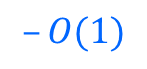 – O(1)